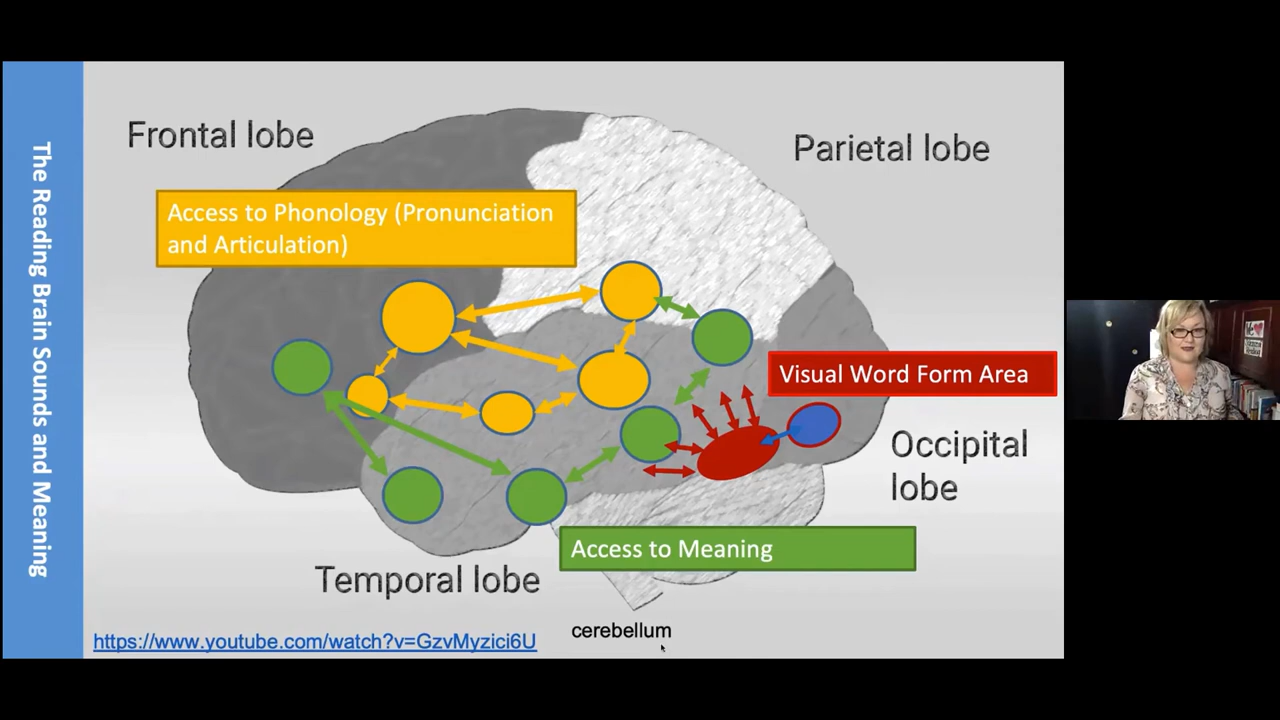 The Reading Brain Sounds and Meaning
Frontal lobe
Parietal lobe
Access to Phonology (Pronunciation
and Articulation)
Visual Word Form Area
Occipital
lobe
Access to Meaning
Temporal lobe
cerebellum
https://www.youtube.com/watch?v=GzvMyzici6U